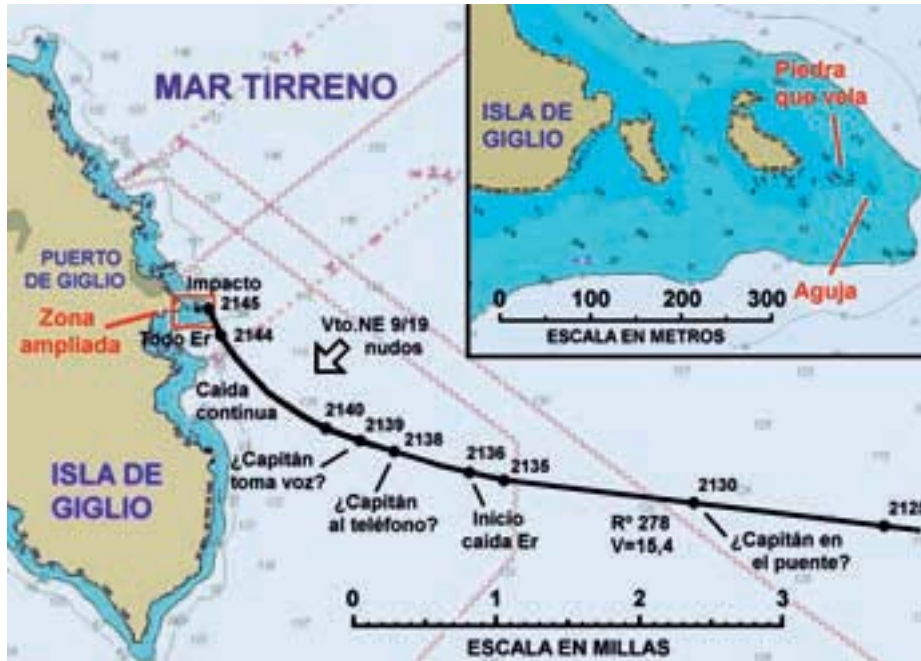 MAR TIRRENO
ISLA DE
GIGLIO
Piedra
que vela
Aguja
0 100 200 300
ESCALA EN METROS
PUERTO
DE GIGLIO
Zona
ampliada
Impacto
2145
2144
Todo Er
Vto.NE 9/19
nudos
Caida
continua
2140
2139
2138
2136
2135
2130
2125
¿Capitán
toma voz?
¿Capitán
al teléfono?
Inicio
caída Er
Rº 278
V=15,4
¿Capitán en
el puente?
ISLA DE
GIGLIO
0 1 2 3
ESCALA EN MILLAS